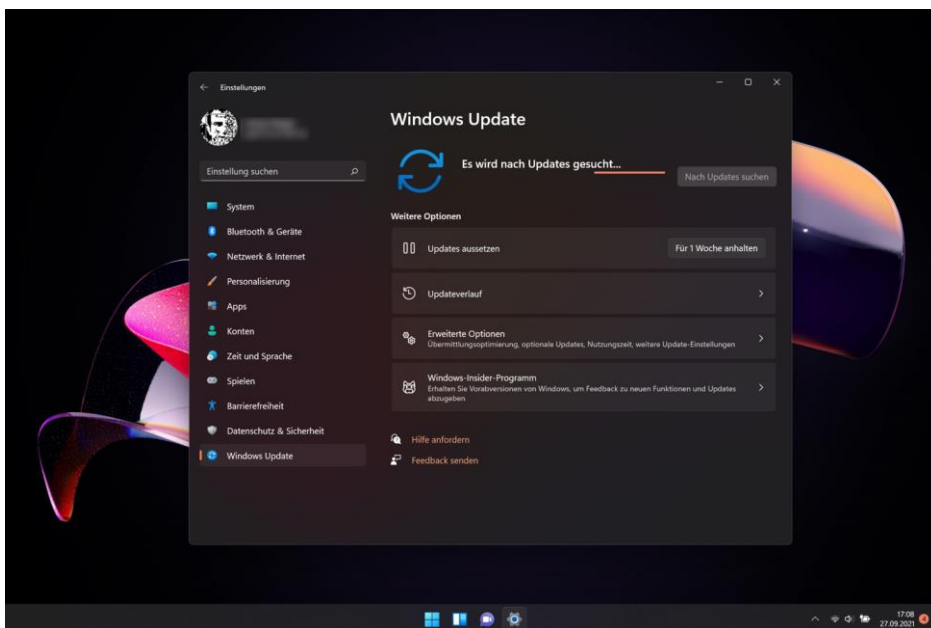 Einstellungen
Einstellung suchen
System
Bluetooth & Geräte
Netzwerk & Internet
Personalisierung
Apps
Konten
Zeit und Sprache
Spielen
Barrierefreiheit
Datenschutz & Sicherheit
Windows Update
Windows Update
Es wird nach Updates gesucht...
Nach Updates suchen
Weitere Optionen
Updates aussetzen
Für 1 Woche anhalten
Updateverlauf
Erweiterte Optionen
Übermittlungsoptimierung, optionale Updates, Nutzungszeit, weitere Update-Einstellungen
Windows-Insider-Programm
Erhalten Sie Vorabversionen von Windows, um Feedback zu neuen Funktionen und Updates
abzugeben
Hilfe anfordern
Feedback senden
17:08
27.09.2021
4